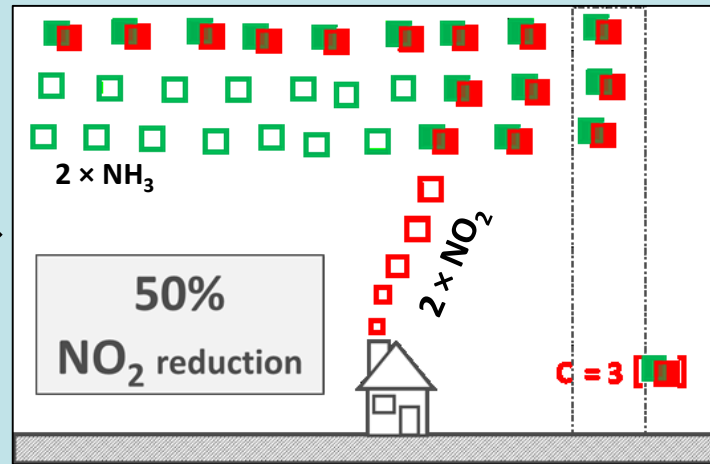 2 × NH₃
2 × NO₂
50%
NO₂ reduction
C = 3 [ ]